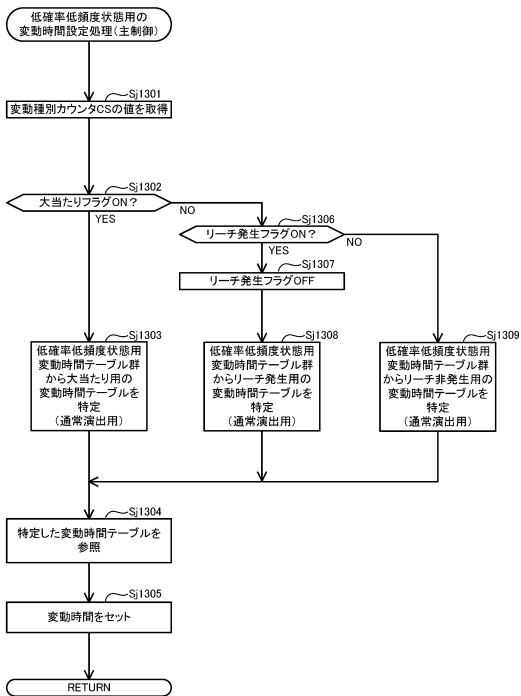 低確率低頻度状態用の
変動時間設定処理(主制御)
Sj1301
変動種別カウンタCSの値を取得
Sj1302
大当たりフラグON?
YES
NO
Sj1306
リーチ発生フラグON?
YES
NO
Sj1307
リーチ発生フラグOFF
Sj1303
低確率低頻度状態用
変動時間テーブル群
から大当たり用の
変動時間テーブルを
特定
(通常演出用)
Sj1308
低確率低頻度状態用
変動時間テーブル群
からリーチ発生用の
変動時間テーブルを
特定
(通常演出用)
Sj1309
低確率低頻度状態用
変動時間テーブル群
からリーチ非発生用の
変動時間テーブルを
特定
(通常演出用)
Sj1304
特定した変動時間テーブルを
参照
Sj1305
変動時間をセット
RETURN